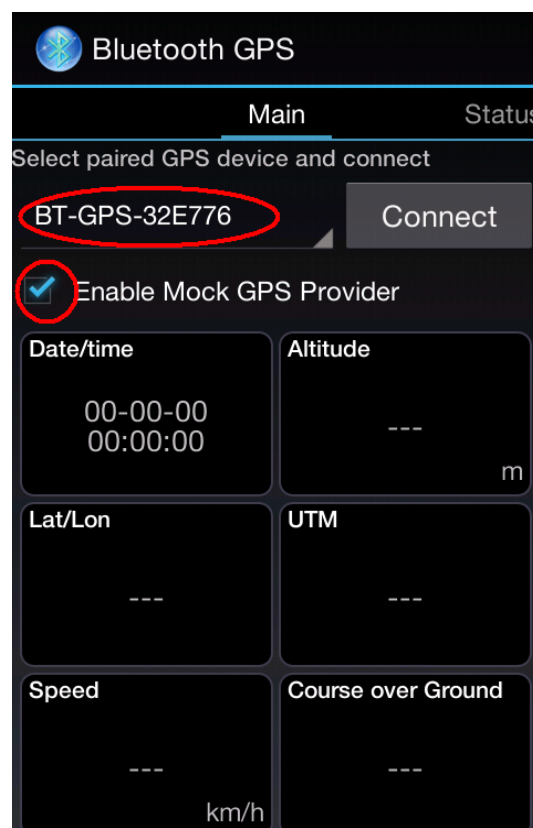 Bluetooth GPS
Main Status
Select paired GPS device and connect
BT-GPS-32E776 Connect
Enable Mock GPS Provider
Date/time Altitude
00-00-00
00:00:00
---
m
Lat/Lon UTM
--- ---
Speed Course over Ground
--- ---
km/h